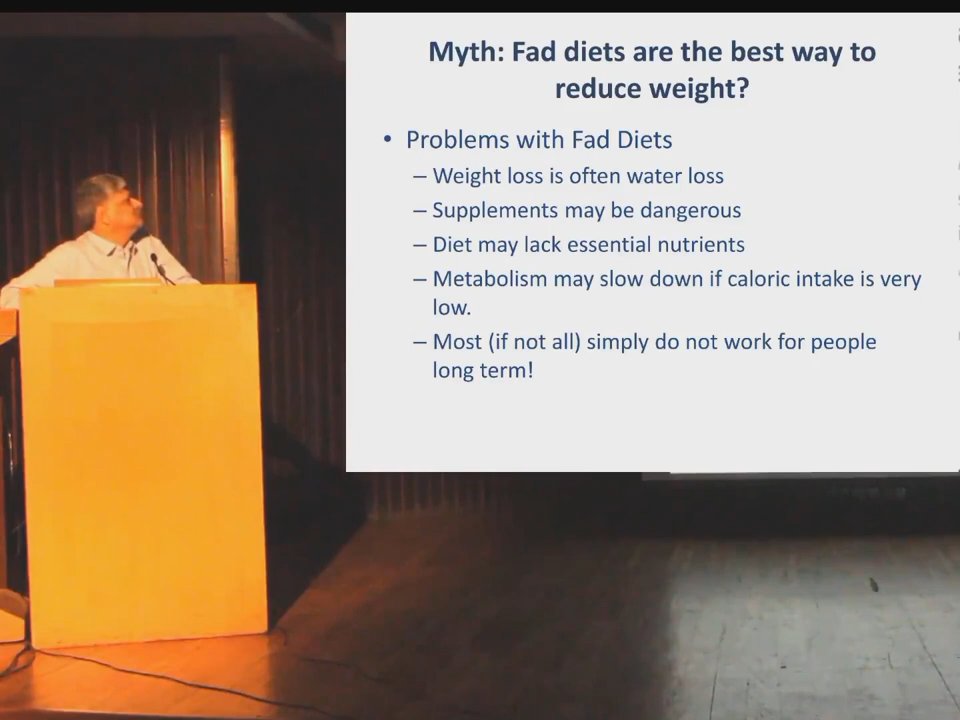 Myth: Fad diets are the best way to
reduce weight?
• Problems with Fad Diets
– Weight loss is often water loss
– Supplements may be dangerous
– Diet may lack essential nutrients
– Metabolism may slow down if caloric intake is very
low.
– Most (if not all) simply do not work for people
long term!